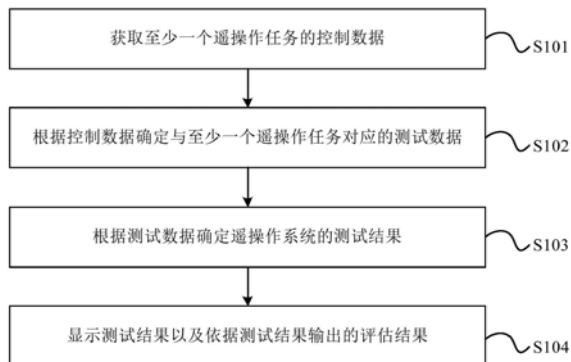 获取至少一个遥操作任务的控制数据
S101
根据控制数据确定与至少一个遥操作任务对应的测试数据
S102
根据测试数据确定遥操作系统的测试结果
S103
显示测试结果以及依据测试结果输出的评估结果
S104